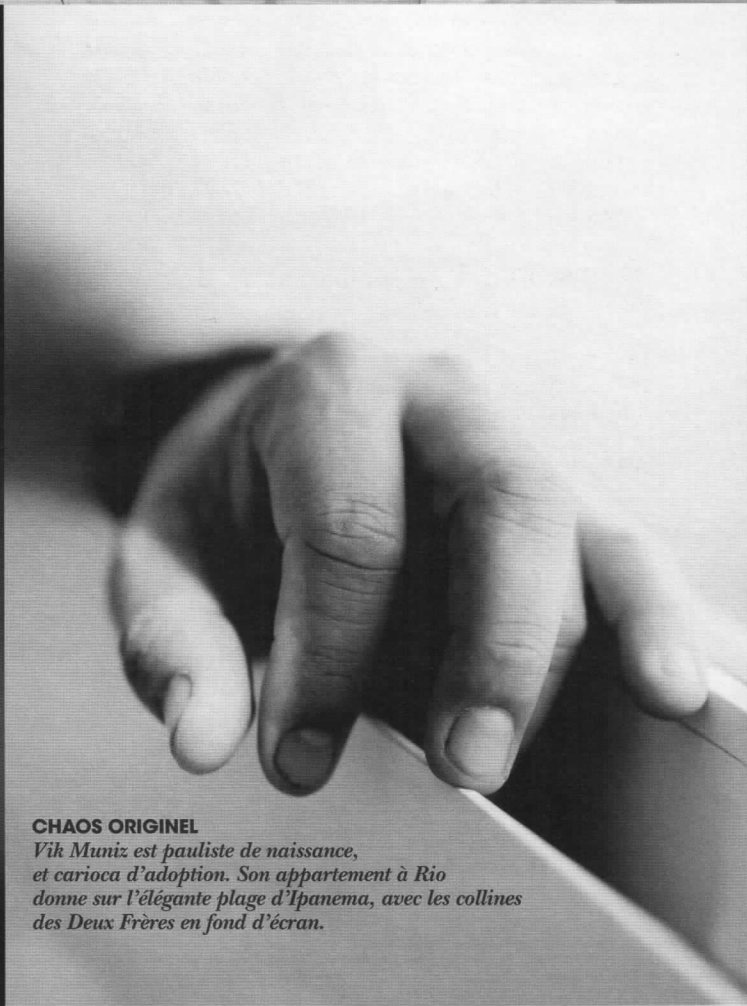 CHAOS ORIGINEL
Vik Muniz est pauliste de naissance,
et carioca d’adoption. Son appartement à Rio
donne sur l’élégante plage d’Ipanema, avec les collines
des Deux Frères en fond d’écran.